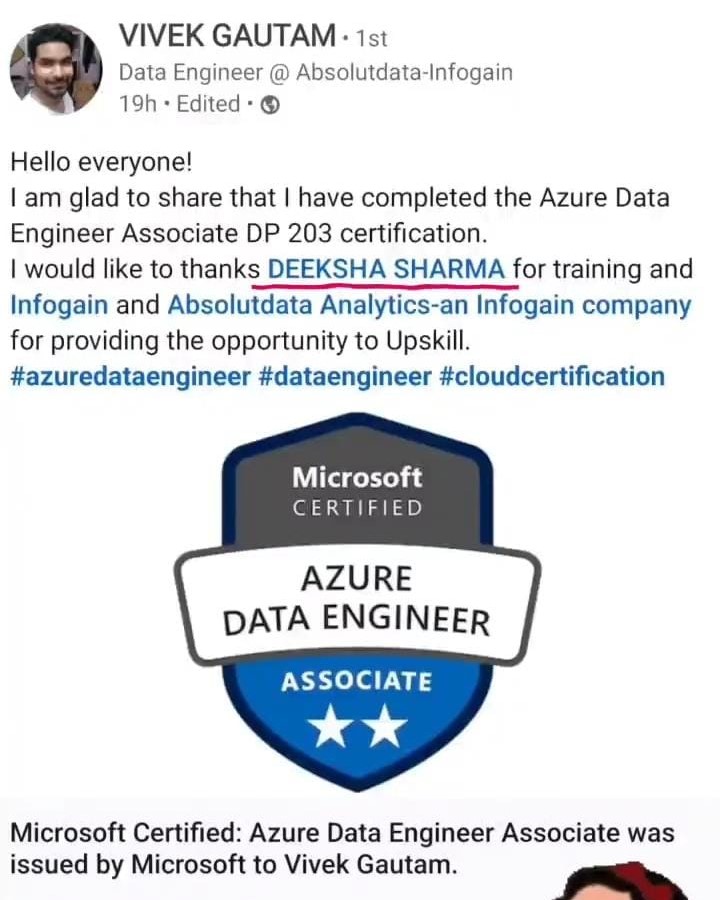 VIVEK GAUTAM • 1st
Data Engineer @ Absolutdata-Infogain
19h • Edited •
Hello everyone!
I am glad to share that I have completed the Azure Data
Engineer Associate DP 203 certification.
I would like to thanks DEEKSHA SHARMA for training and
Infogain and Absolutdata Analytics-an Infogain company
for providing the opportunity to Upskill.
#azuredataengineer #dataengineer #cloudcertification
Microsoft
CERTIFIED
AZURE
DATA ENGINEER
ASSOCIATE
Microsoft Certified: Azure Data Engineer Associate was
issued by Microsoft to Vivek Gautam.